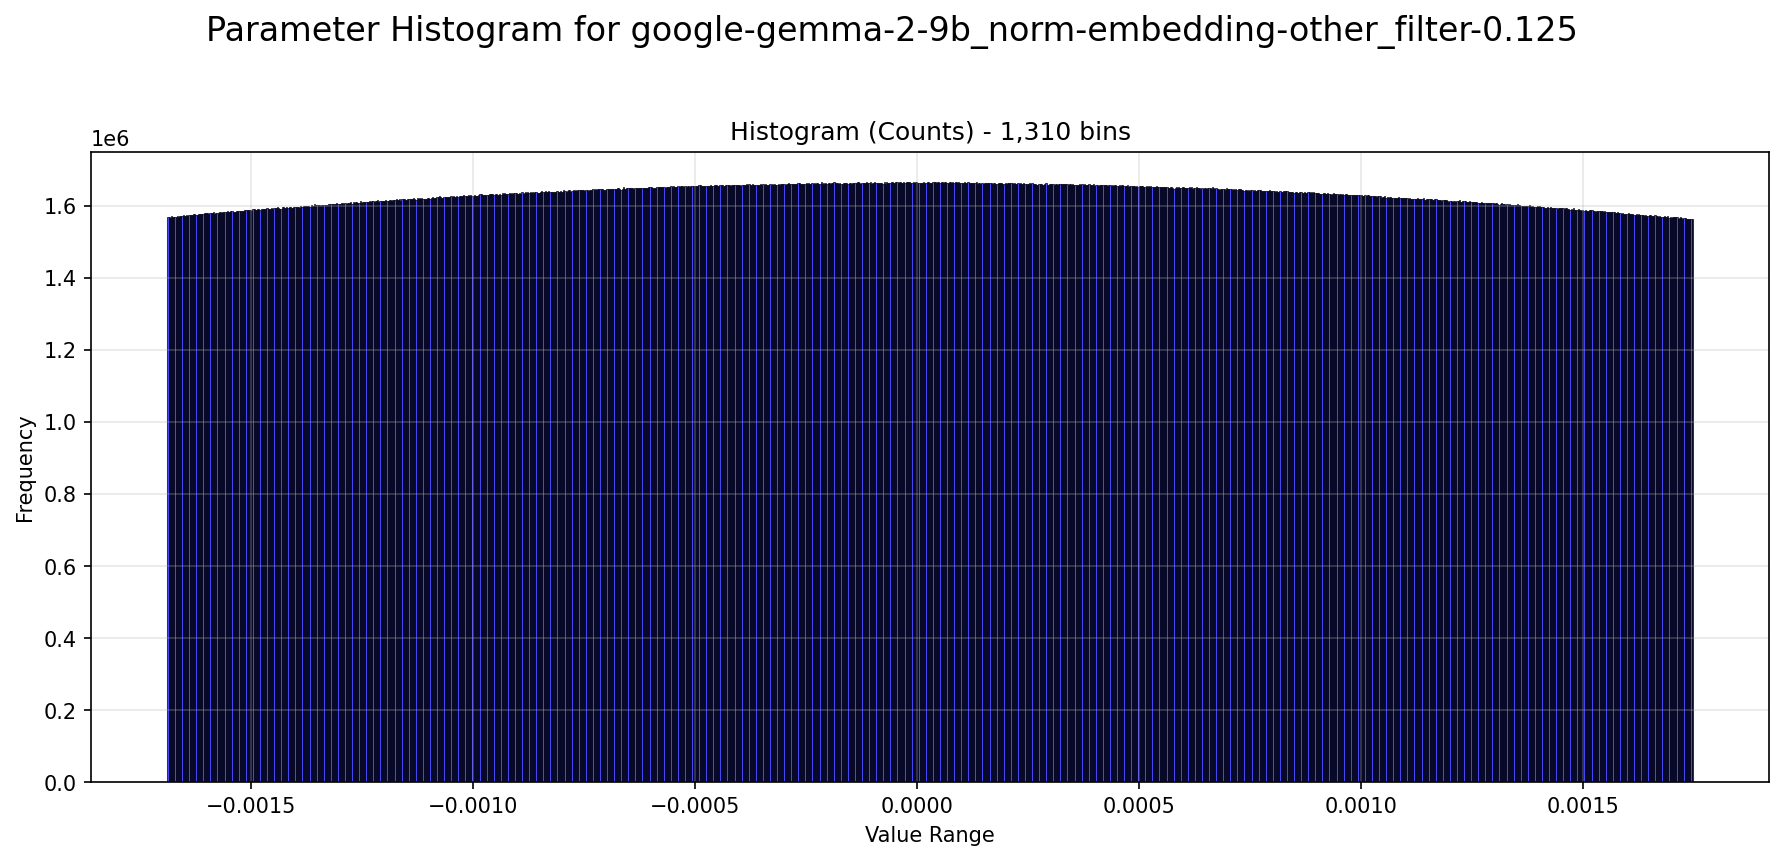 Parameter Histogram for google-gemma-2-9b_norm-embedding-other_filter-0.125
Histogram (Counts) - 1,310 bins
1e6
1.6
1.4
1.2
1.0
0.8
0.6
0.4
0.2
0.0
Frequency
−0.0015 −0.0010 −0.0005 0.0000 0.0005 0.0010 0.0015
Value Range